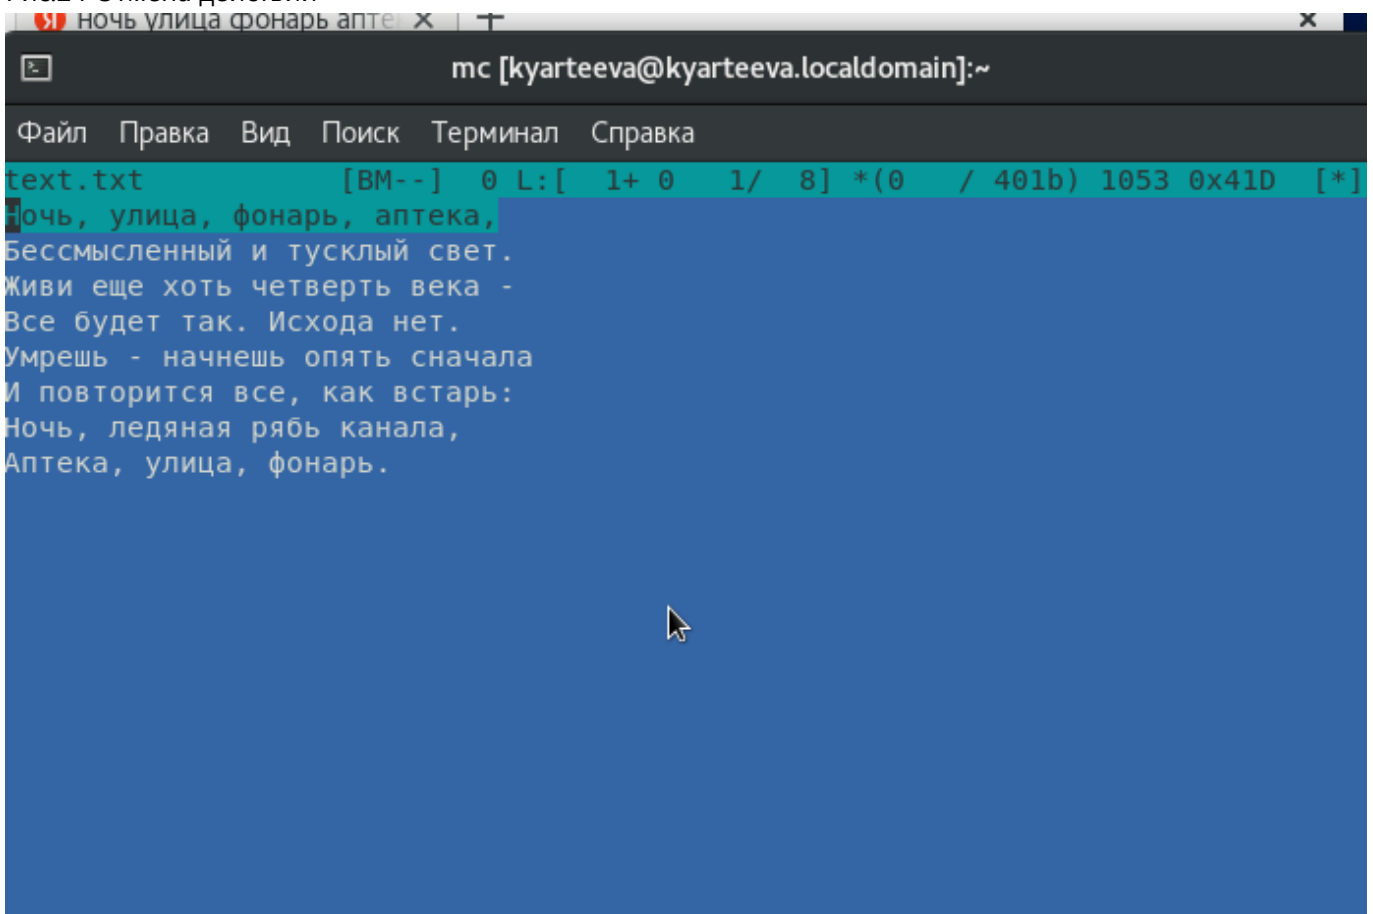 ночь улица фонарь апте
mc [kyarteeva@kyarteeva.localdomain]:~
Файл Правка Вид Поиск Терминал Справка
text.txt [BM--] 0 L:[ 1+ 0 1/ 8] *(0 / 401b) 1053 0x41D [*]
Ночь, улица, фонарь, аптека,
Бессмысленный и тусклый свет.
Живи еще хоть четверть века -
Все будет так. Исхода нет.
Умрешь - начнешь опять сначала
И повторится все, как встарь:
Ночь, ледяная рябь канала,
Аптека, улица, фонарь.